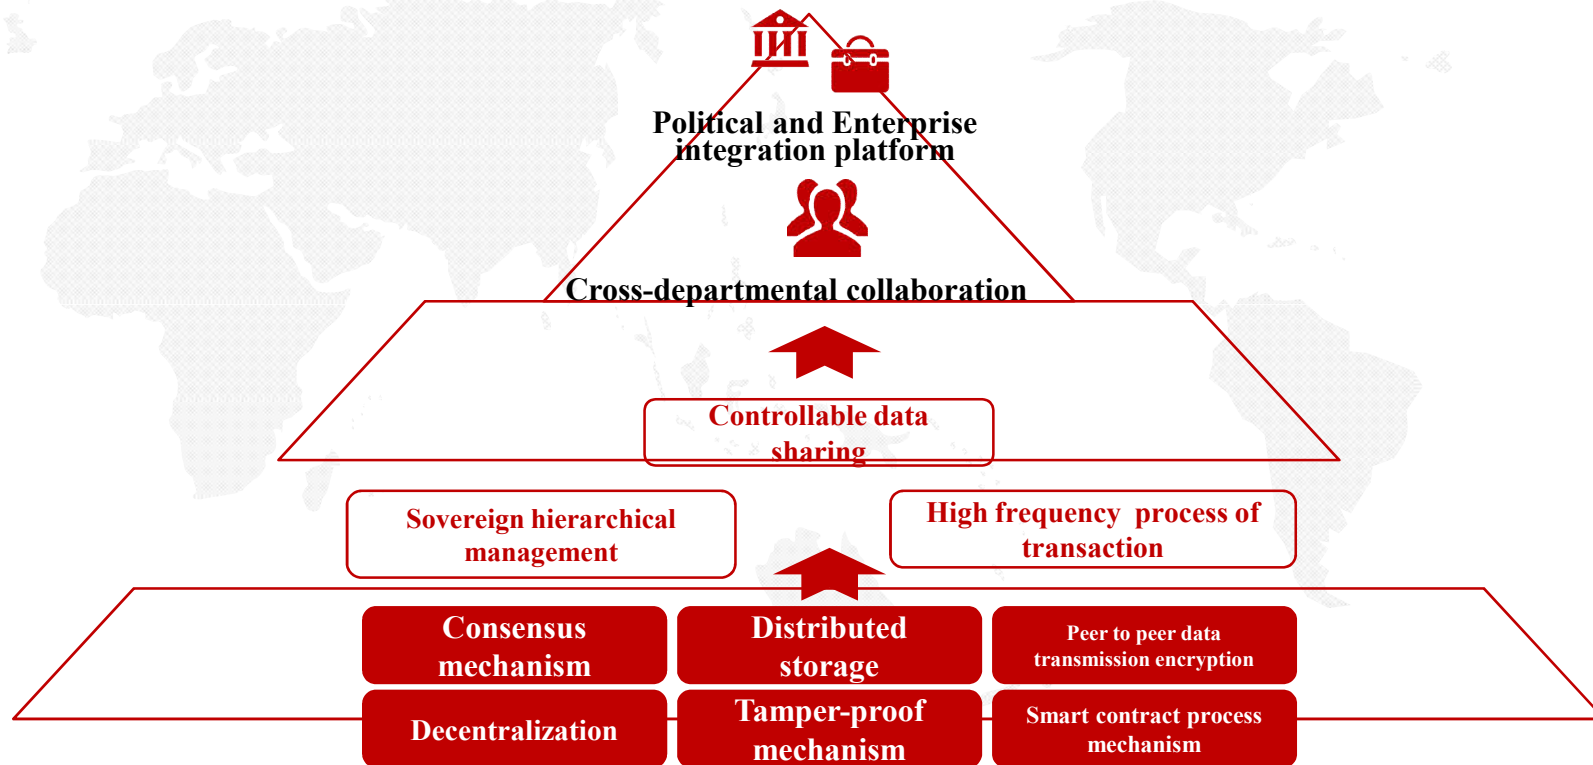 Political and Enterprise
integration platform
Cross-departmental collaboration
Controllable data
sharing
Sovereign hierarchical
management
High frequency  process of
transaction
Consensus
mechanism
Distributed
storage
Peer to peer data
transmission encryption
Decentralization
Tamper-proof
mechanism
Smart contract process
mechanism